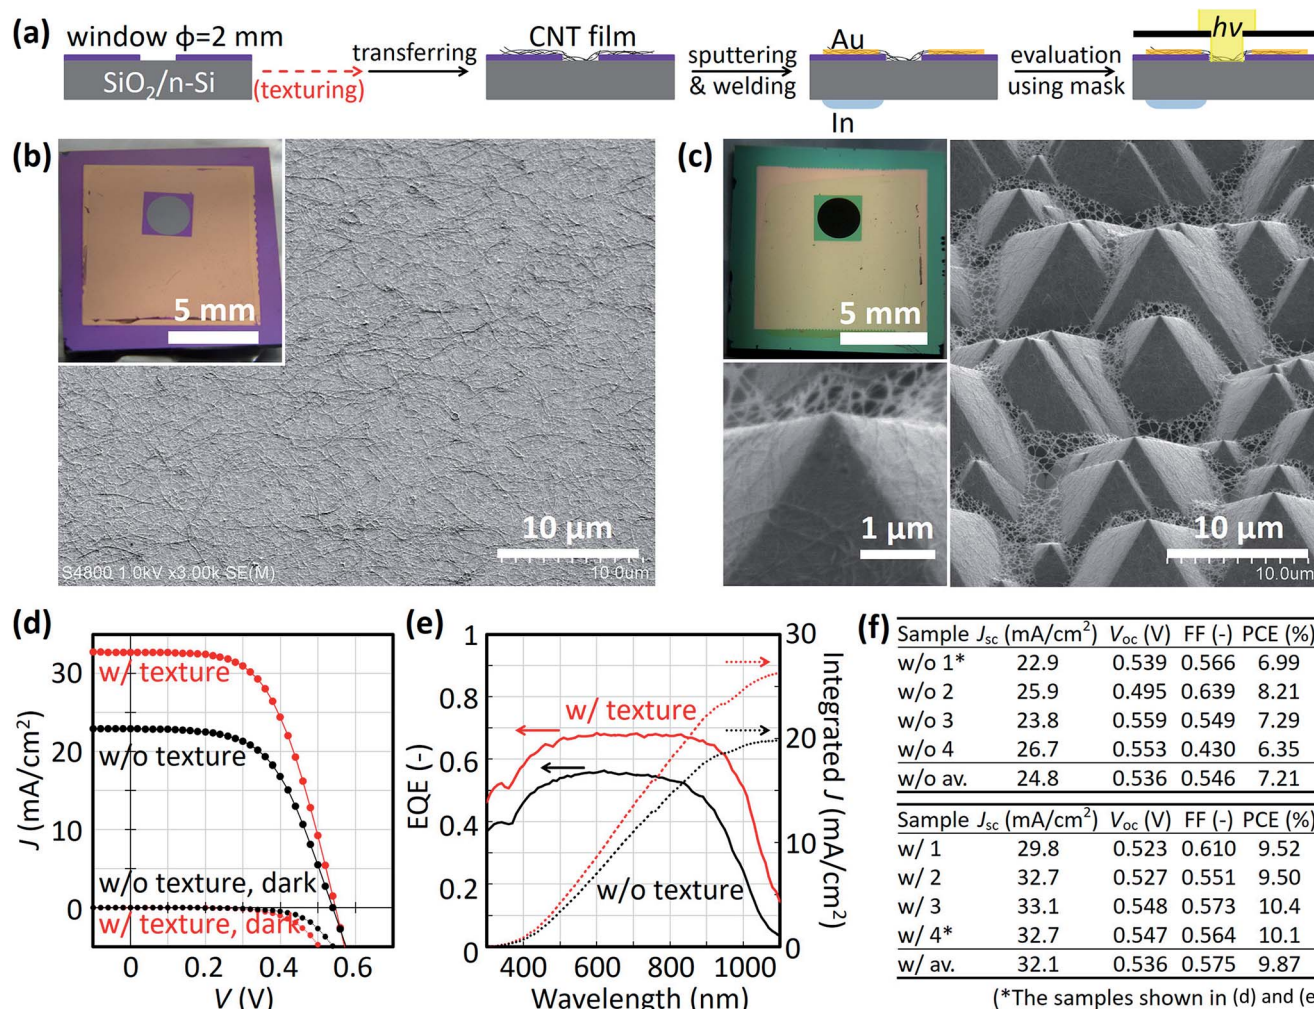 (a)
window ϕ=2 mm
SiO2/n-Si
(texturing)
transferring
CNT film
sputtering
& welding
Au
In
evaluation
using mask
hν
(b)
5 mm
10 μm
S4800 1.0kV x3.00k SE(M)
10.0um
(c)
5 mm
1 μm
10 μm
10.0um
(d)
J (mA/cm2)
30
20
10
0
w/ texture
w/o texture
w/o texture, dark
w/ texture, dark
0 0.2 0.4 0.6
V (V)
(e)
EQE (-)
1
0.8
0.6
0.4
0.2
0
w/ texture
w/o texture
30
20
10
0
Integrated J (mA/cm2)
400 600 800 1000
Wavelength (nm)
(f)
Sample Jsc (mA/cm2) Voc (V) FF (-) PCE (%)
w/o 1* 22.9 0.539 0.566 6.99
w/o 2 25.9 0.495 0.639 8.21
w/o 3 23.8 0.559 0.549 7.29
w/o 4 26.7 0.553 0.430 6.35
w/o av. 24.8 0.536 0.546 7.21
Sample Jsc (mA/cm2) Voc (V) FF (-) PCE (%)
w/ 1 29.8 0.523 0.610 9.52
w/ 2 32.7 0.527 0.551 9.50
w/ 3 33.1 0.548 0.573 10.4
w/ 4* 32.7 0.547 0.564 10.1
w/ av. 32.1 0.536 0.575 9.87
(*The samples shown in (d) and (e